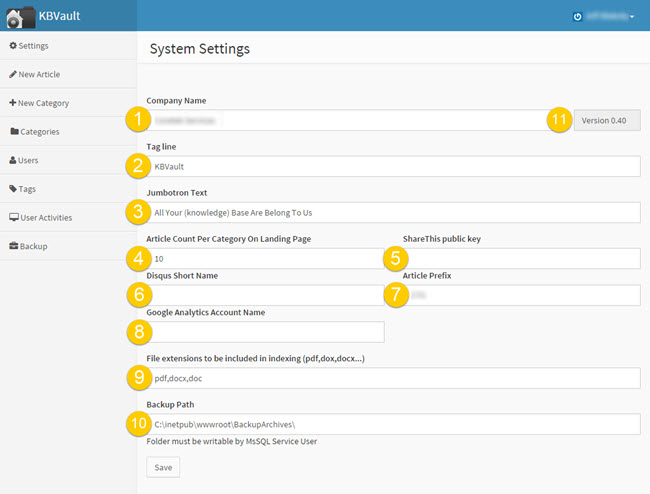 KBVault
Settings
System Settings
New Article
New Category
Categories
Users
Tags
User Activities
Backup
Company Name
1
11 Version 0.40
Tag line
2 KBVault
Jumbotron Text
3 All Your (knowledge) Base Are Belong To Us
Article Count Per Category On Landing Page ShareThis public key
4 10 5
Disqus Short Name Article Prefix
6 7
Google Analytics Account Name
8
File extensions to be included in indexing (pdf,dox,docx...)
9 pdf,docx,doc
Backup Path
10 C:\inetpub\wwwroot\BackupArchives\
Folder must be writable by MsSQL Service User
Save